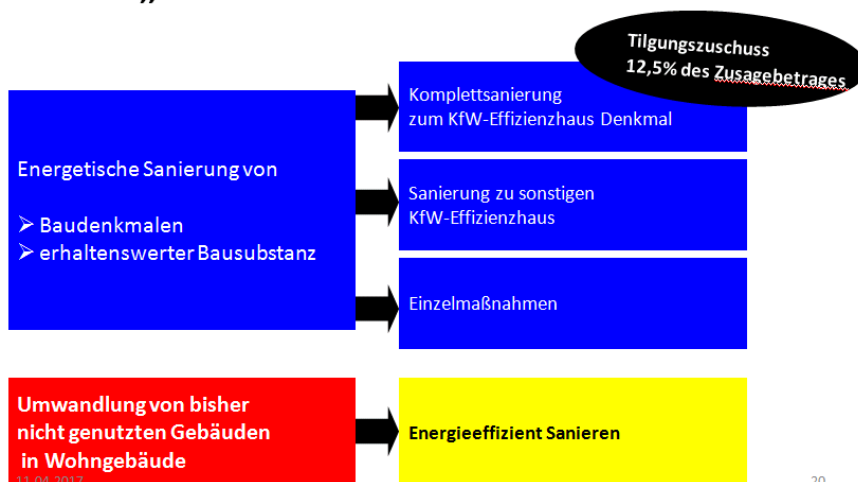 „
Tilgungszuschuss
12,5% des Zusagebetrages
Komplettsanierung
zum KfW-Effizienzhaus Denkmal
Energetische Sanierung von
➢ Baudenkmalen
➢ erhaltenswerter Bausubstanz
Sanierung zu sonstigen
KfW-Effizienzhaus
Einzelmaßnahmen
Umwandlung von bisher
nicht genutzten Gebäuden
in Wohngebäude
Energieeffizient Sanieren
11.04.2017
20